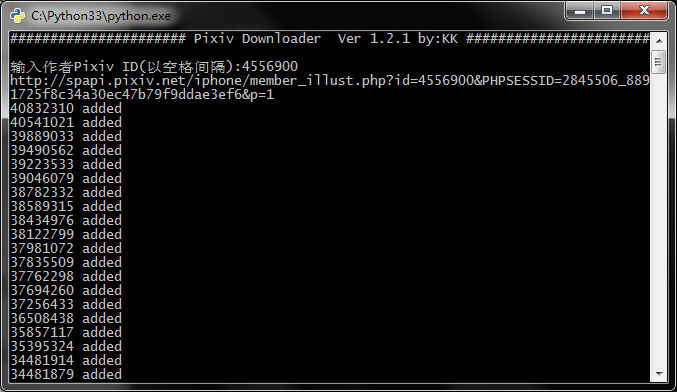 C:\Python33\python.exe
###################### Pixiv Downloader  Ver 1.2.1 by:KK #######################
输入作者Pixiv ID(以空格间隔):4556900
http://spapi.pixiv.net/iphone/member_illust.php?id=4556900&PHPSESSID=2845506_889
1725f8c34a30ec47b79f9ddae3ef6&p=1
40832310 added
40541021 added
39889033 added
39490562 added
39223533 added
39046079 added
38782332 added
38589315 added
38434976 added
38122799 added
37981072 added
37835509 added
37762298 added
37694260 added
37256433 added
36508438 added
35857117 added
35395324 added
34481914 added
34481879 added